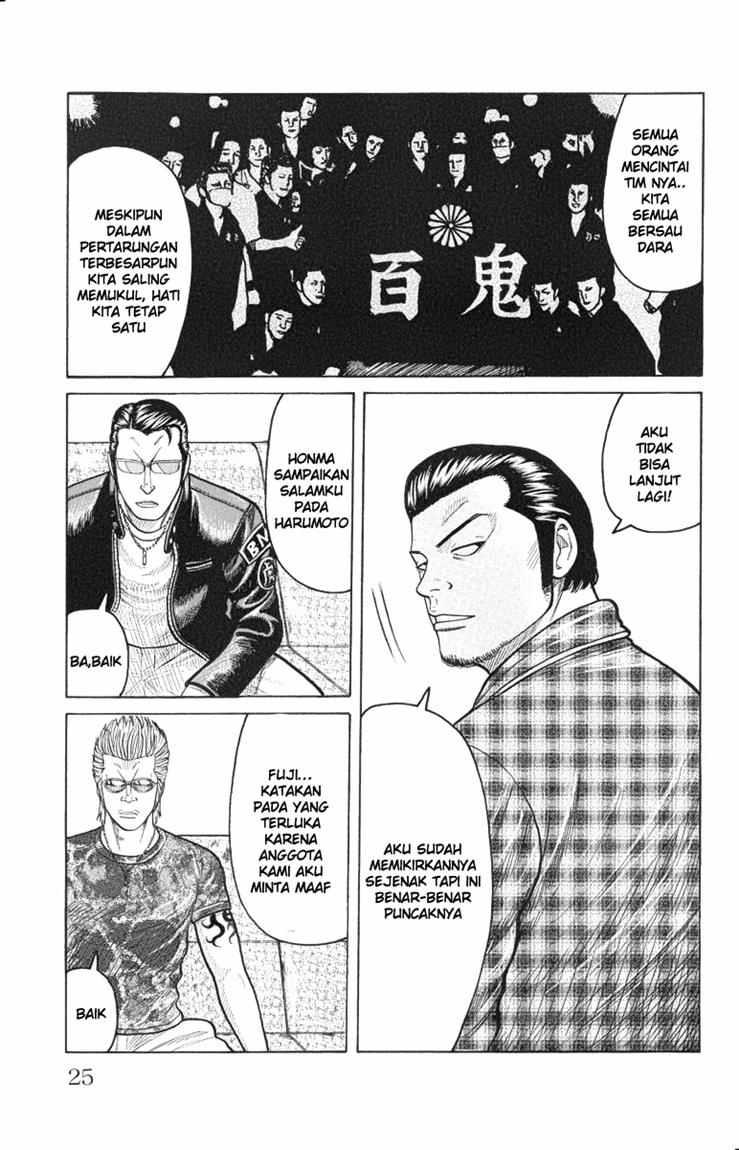 SEMUA
ORANG
MENCINTAI
TIM NYA..
KITA
SEMUA
BERSAU
DARA
MESKIPUN
DALAM
PERTARUNGAN
TERBESARPUN
KITA SALING
MEMUKUL, HATI
KITA TETAP
SATU
百鬼
AKU
TIDAK
BISA
LANJUT
LAGI!
AKU SUDAH
MEMIKIRKANNYA
SEJENAK TAPI INI
BENAR-BENAR
PUNCAKNYA
HONMA
SAMPAIKAN
SALAMKU
PADA
HARUMOTO
BA,BAIK
FUJI...
KATAKAN
PADA YANG
TERLUKA
KARENA
ANGGOTA
KAMI AKU
MINTA MAAF
BAIK
25